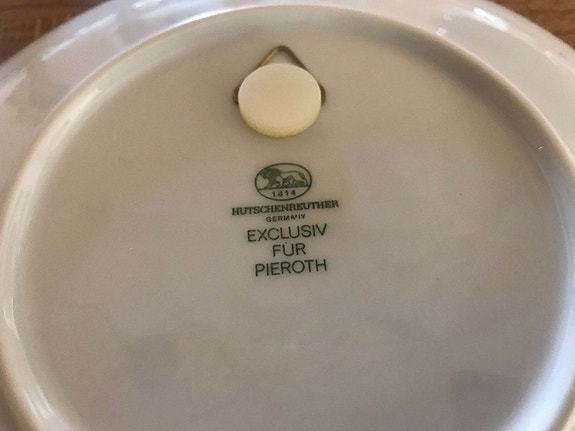 1814
HUTSCHENREUTHER
GERMANY
EXCLUSIV
FÜR
PIEROTH